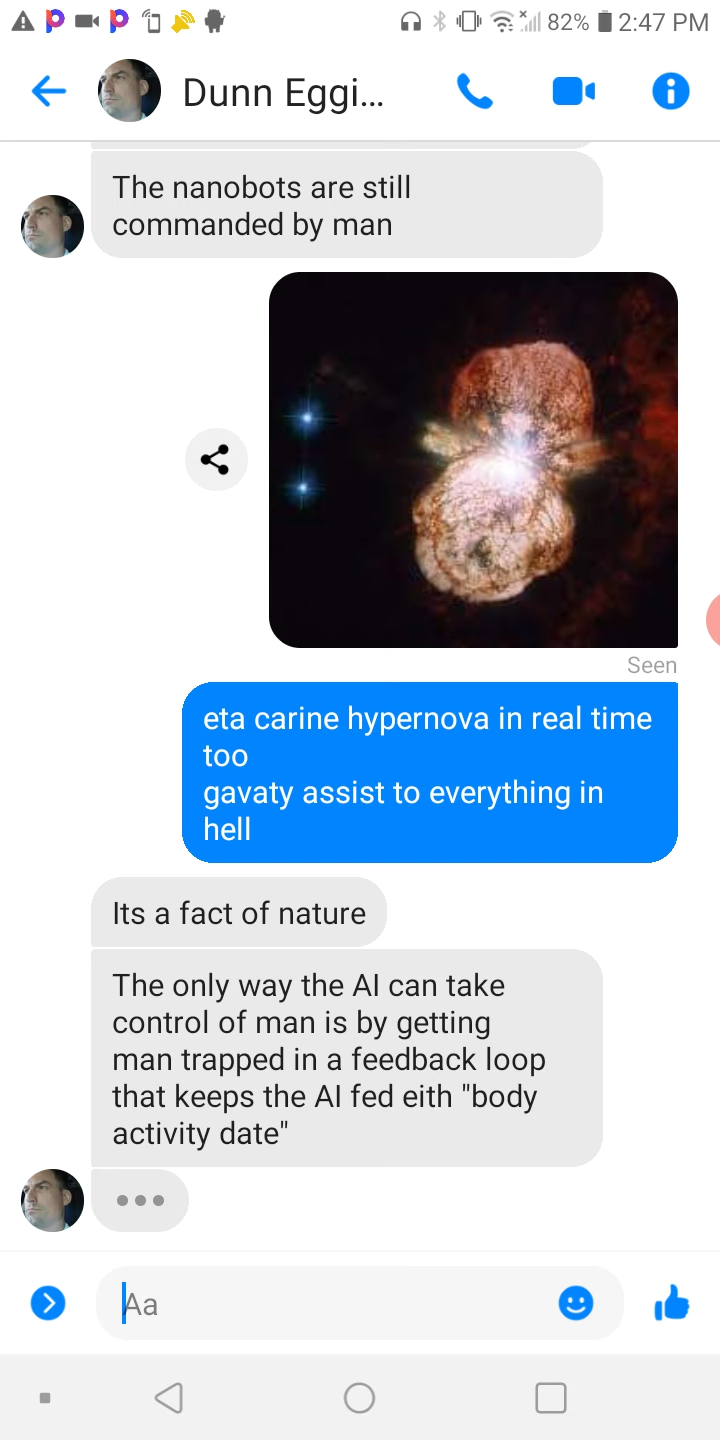 82% 2:47 PM
Dunn Eggi...
The nanobots are still
commanded by man
Seen
eta carine hypernova in real time
too
gavaty assist to everything in
hell
Its a fact of nature
The only way the AI can take
control of man is by getting
man trapped in a feedback loop
that keeps the AI fed eith "body
activity date"
Aa